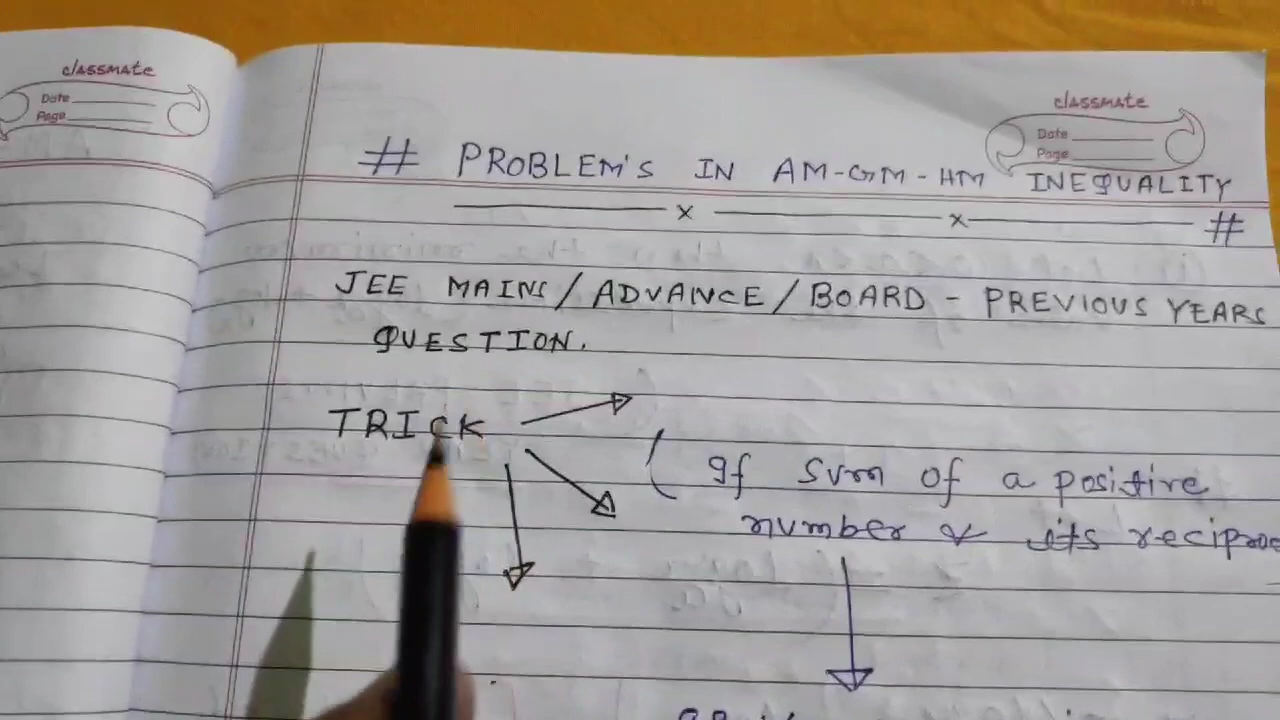 classmate
Date
Page
classmate
Date
Page
# PROBLEM'S IN AM-GM-HM INEQUALITY #
JEE MAINS/ADVANCE/BOARD - PREVIOUS YEARS
QUESTION.
TRICK
( If sum of a positive
number & its